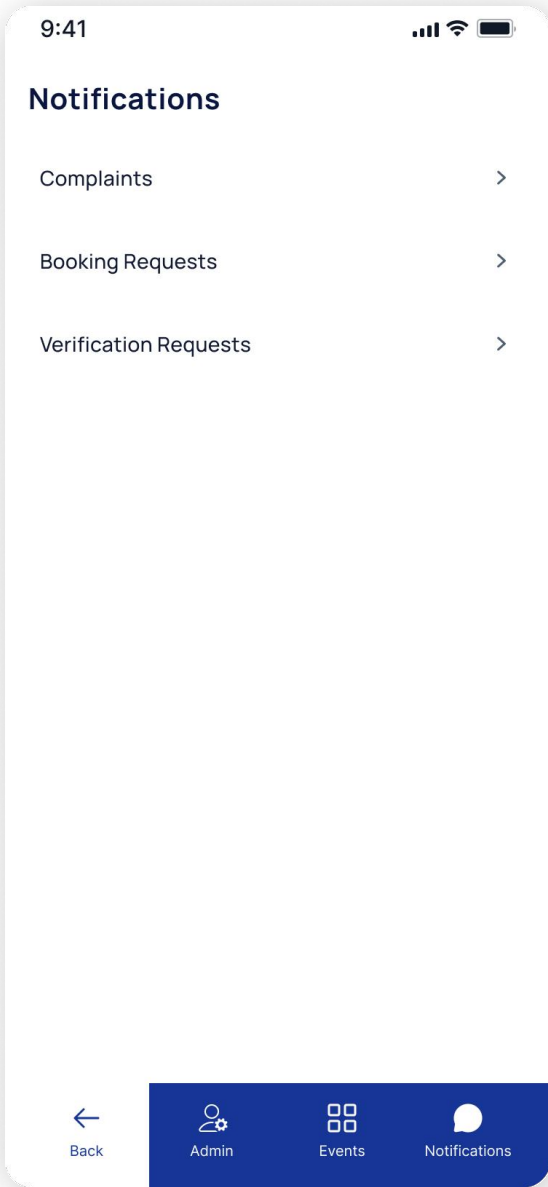 9:41
Notifications
Complaints
Booking Requests
Verification Requests
Back
Admin
Events
Notifications